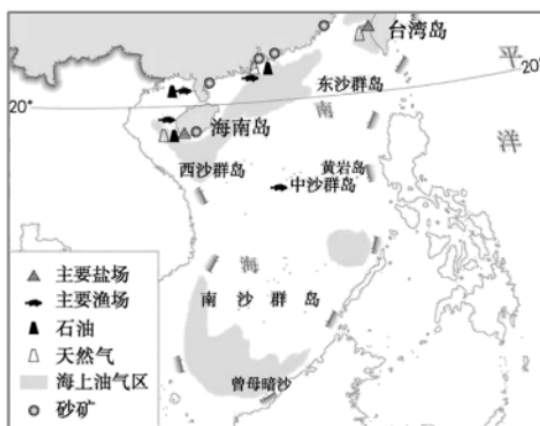 台湾岛
平
20°
东沙群岛
20°
南
海南岛
洋
西沙群岛
黄岩岛
中沙群岛
海
南沙群岛
曾母暗沙
主要盐场
主要渔场
石油
天然气
海上油气区
砂矿